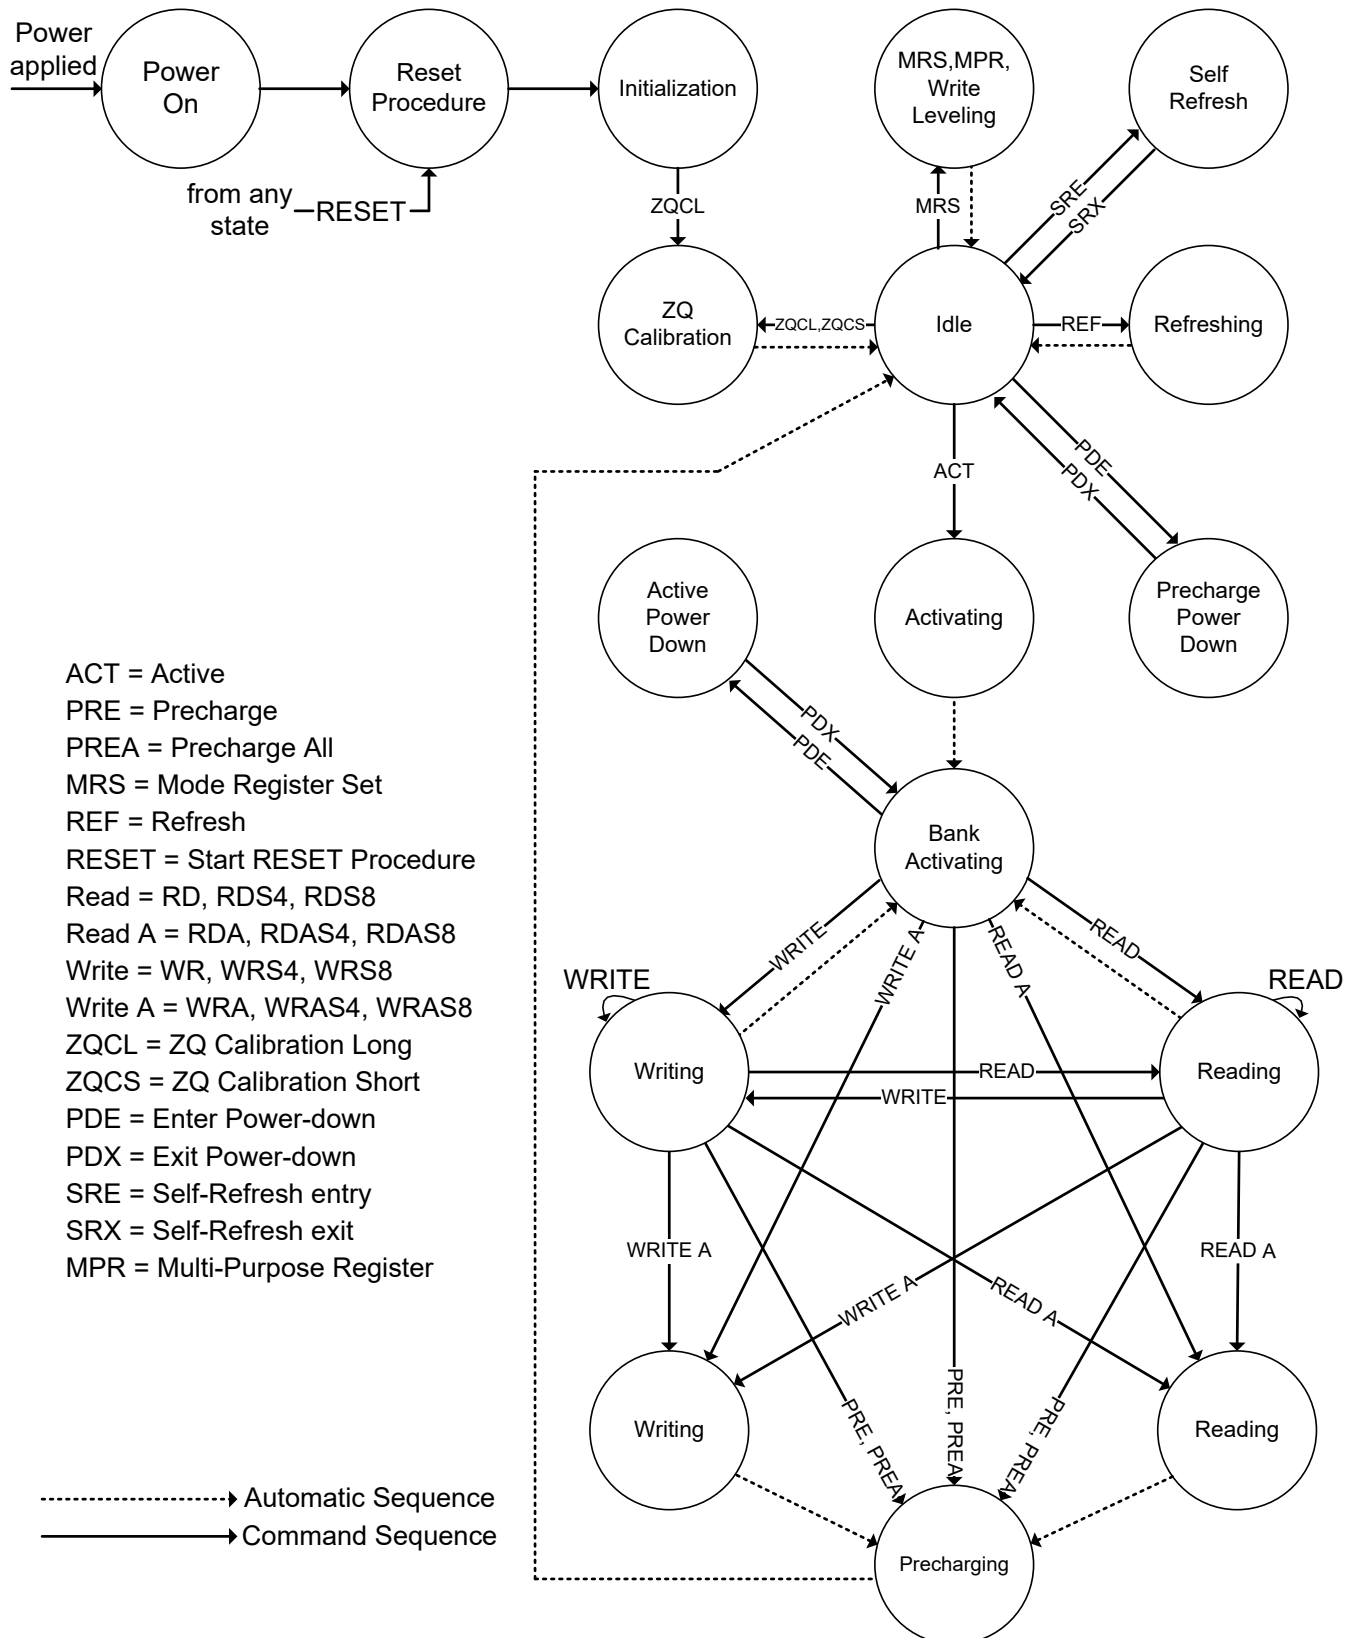 Power
applied
Power
On
Reset
Procedure
Initialization
MRS,MPR,
Write
Leveling
Self
Refresh
from any
state
RESET
ZQCL
MRS
SRE
SRX
ZQ
Calibration
ZQCL,ZQCS
Idle
REF
Refreshing
ACT
PDE
PDX
Active
Power
Down
Activating
Precharge
Power
Down
PDX
PDE
ACT = Active
PRE = Precharge
PREA = Precharge All
MRS = Mode Register Set
REF = Refresh
RESET = Start RESET Procedure
Read = RD, RDS4, RDS8
Read A = RDA, RDAS4, RDAS8
Write = WR, WRS4, WRS8
Write A = WRA, WRAS4, WRAS8
ZQCL = ZQ Calibration Long
ZQCS = ZQ Calibration Short
PDE = Enter Power-down
PDX = Exit Power-down
SRE = Self-Refresh entry
SRX = Self-Refresh exit
MPR = Multi-Purpose Register
Bank
Activating
WRITE
WRITE A
READ A
READ
WRITE
READ
Writing
READ
WRITE
Reading
WRITE A
WRITE A
READ A
READ A
PRE, PREA
PRE, PREA
PRE, PREA
Writing
Reading
Precharging
Automatic Sequence
Command Sequence